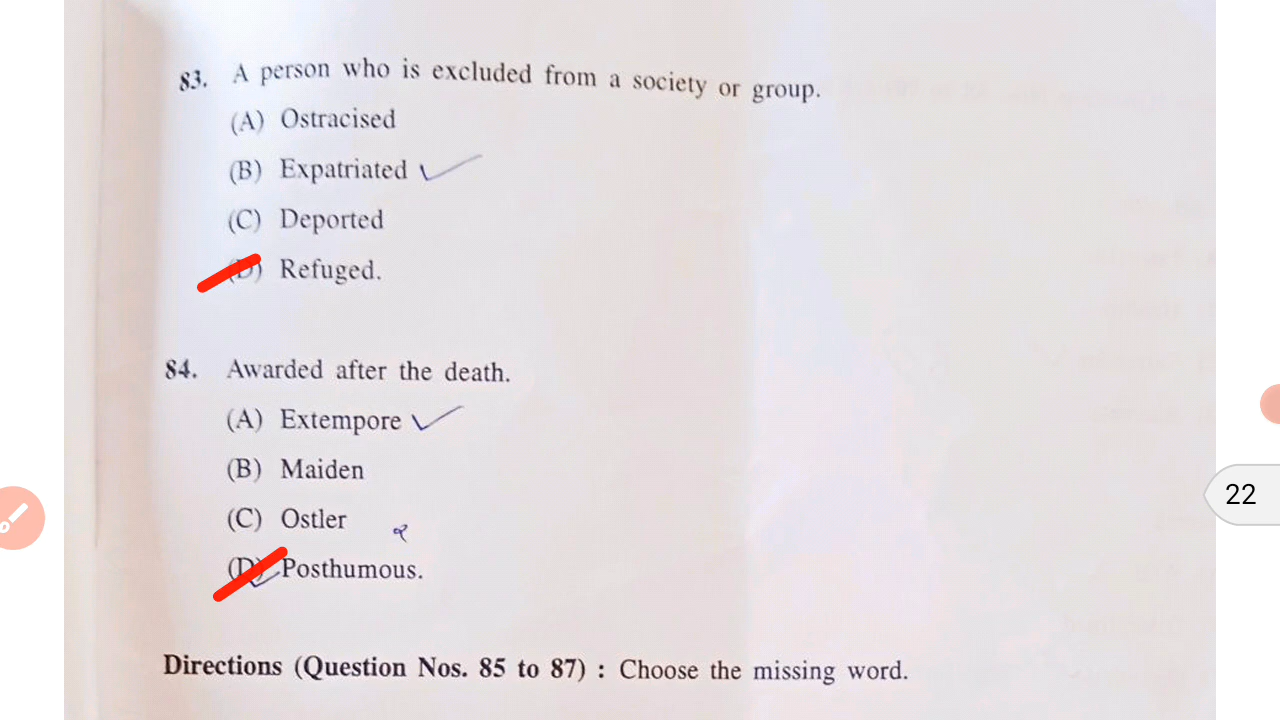 83. A person who is excluded from a society or group.
(A) Ostracised
(B) Expatriated
(C) Deported
(D) Refuged.
84. Awarded after the death.
(A) Extempore
(B) Maiden
(C) Ostler
(D) Posthumous.
Directions (Question Nos. 85 to 87) : Choose the missing word.
22